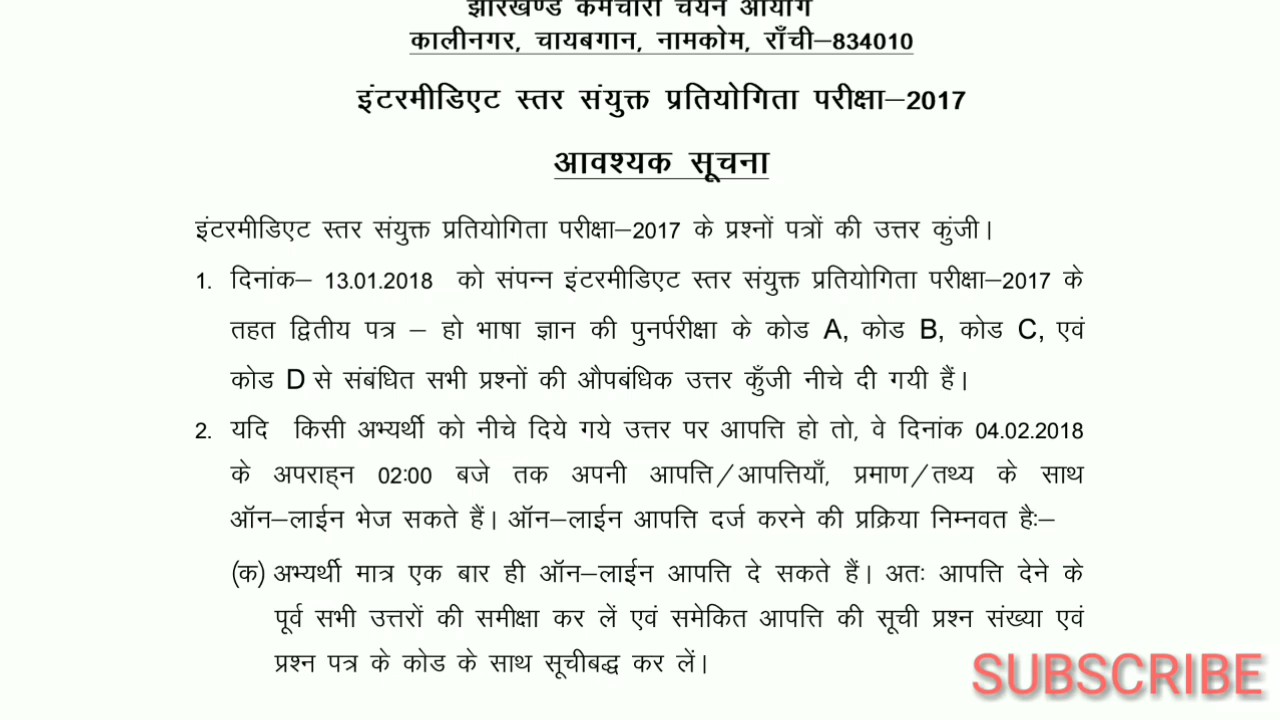 झारखण्ड कर्मचारी चयन आयोग
कालीनगर, चायबगान, नामकोम, राँची–834010
इंटरमीडिएट स्तर संयुक्त प्रतियोगिता परीक्षा–2017
आवश्यक सूचना
इंटरमीडिएट स्तर संयुक्त प्रतियोगिता परीक्षा–2017 के प्रश्नों पत्रों की उत्तर कुंजी।
1. दिनांक– 13.01.2018 को संपन्न इंटरमीडिएट स्तर संयुक्त प्रतियोगिता परीक्षा–2017 के
तहत द्वितीय पत्र – हो भाषा ज्ञान की पुनर्परीक्षा के कोड A, कोड B, कोड C, एवं
कोड D से संबंधित सभी प्रश्नों की औपबंधिक उत्तर कुँजी नीचे दी गयी हैं।
2. यदि किसी अभ्यर्थी को नीचे दिये गये उत्तर पर आपत्ति हो तो, वे दिनांक 04.02.2018
के अपराह्न 02:00 बजे तक अपनी आपत्ति/आपत्तियाँ, प्रमाण/तथ्य के साथ
ऑन–लाईन भेज सकते हैं। ऑन–लाईन आपत्ति दर्ज करने की प्रक्रिया निम्नवत हैः–
(क) अभ्यर्थी मात्र एक बार ही ऑन–लाईन आपत्ति दे सकते हैं। अतः आपत्ति देने के
पूर्व सभी उत्तरों की समीक्षा कर लें एवं समेकित आपत्ति की सूची प्रश्न संख्या एवं
प्रश्न पत्र के कोड के साथ सूचीबद्ध कर लें।
SUBSCRIBE